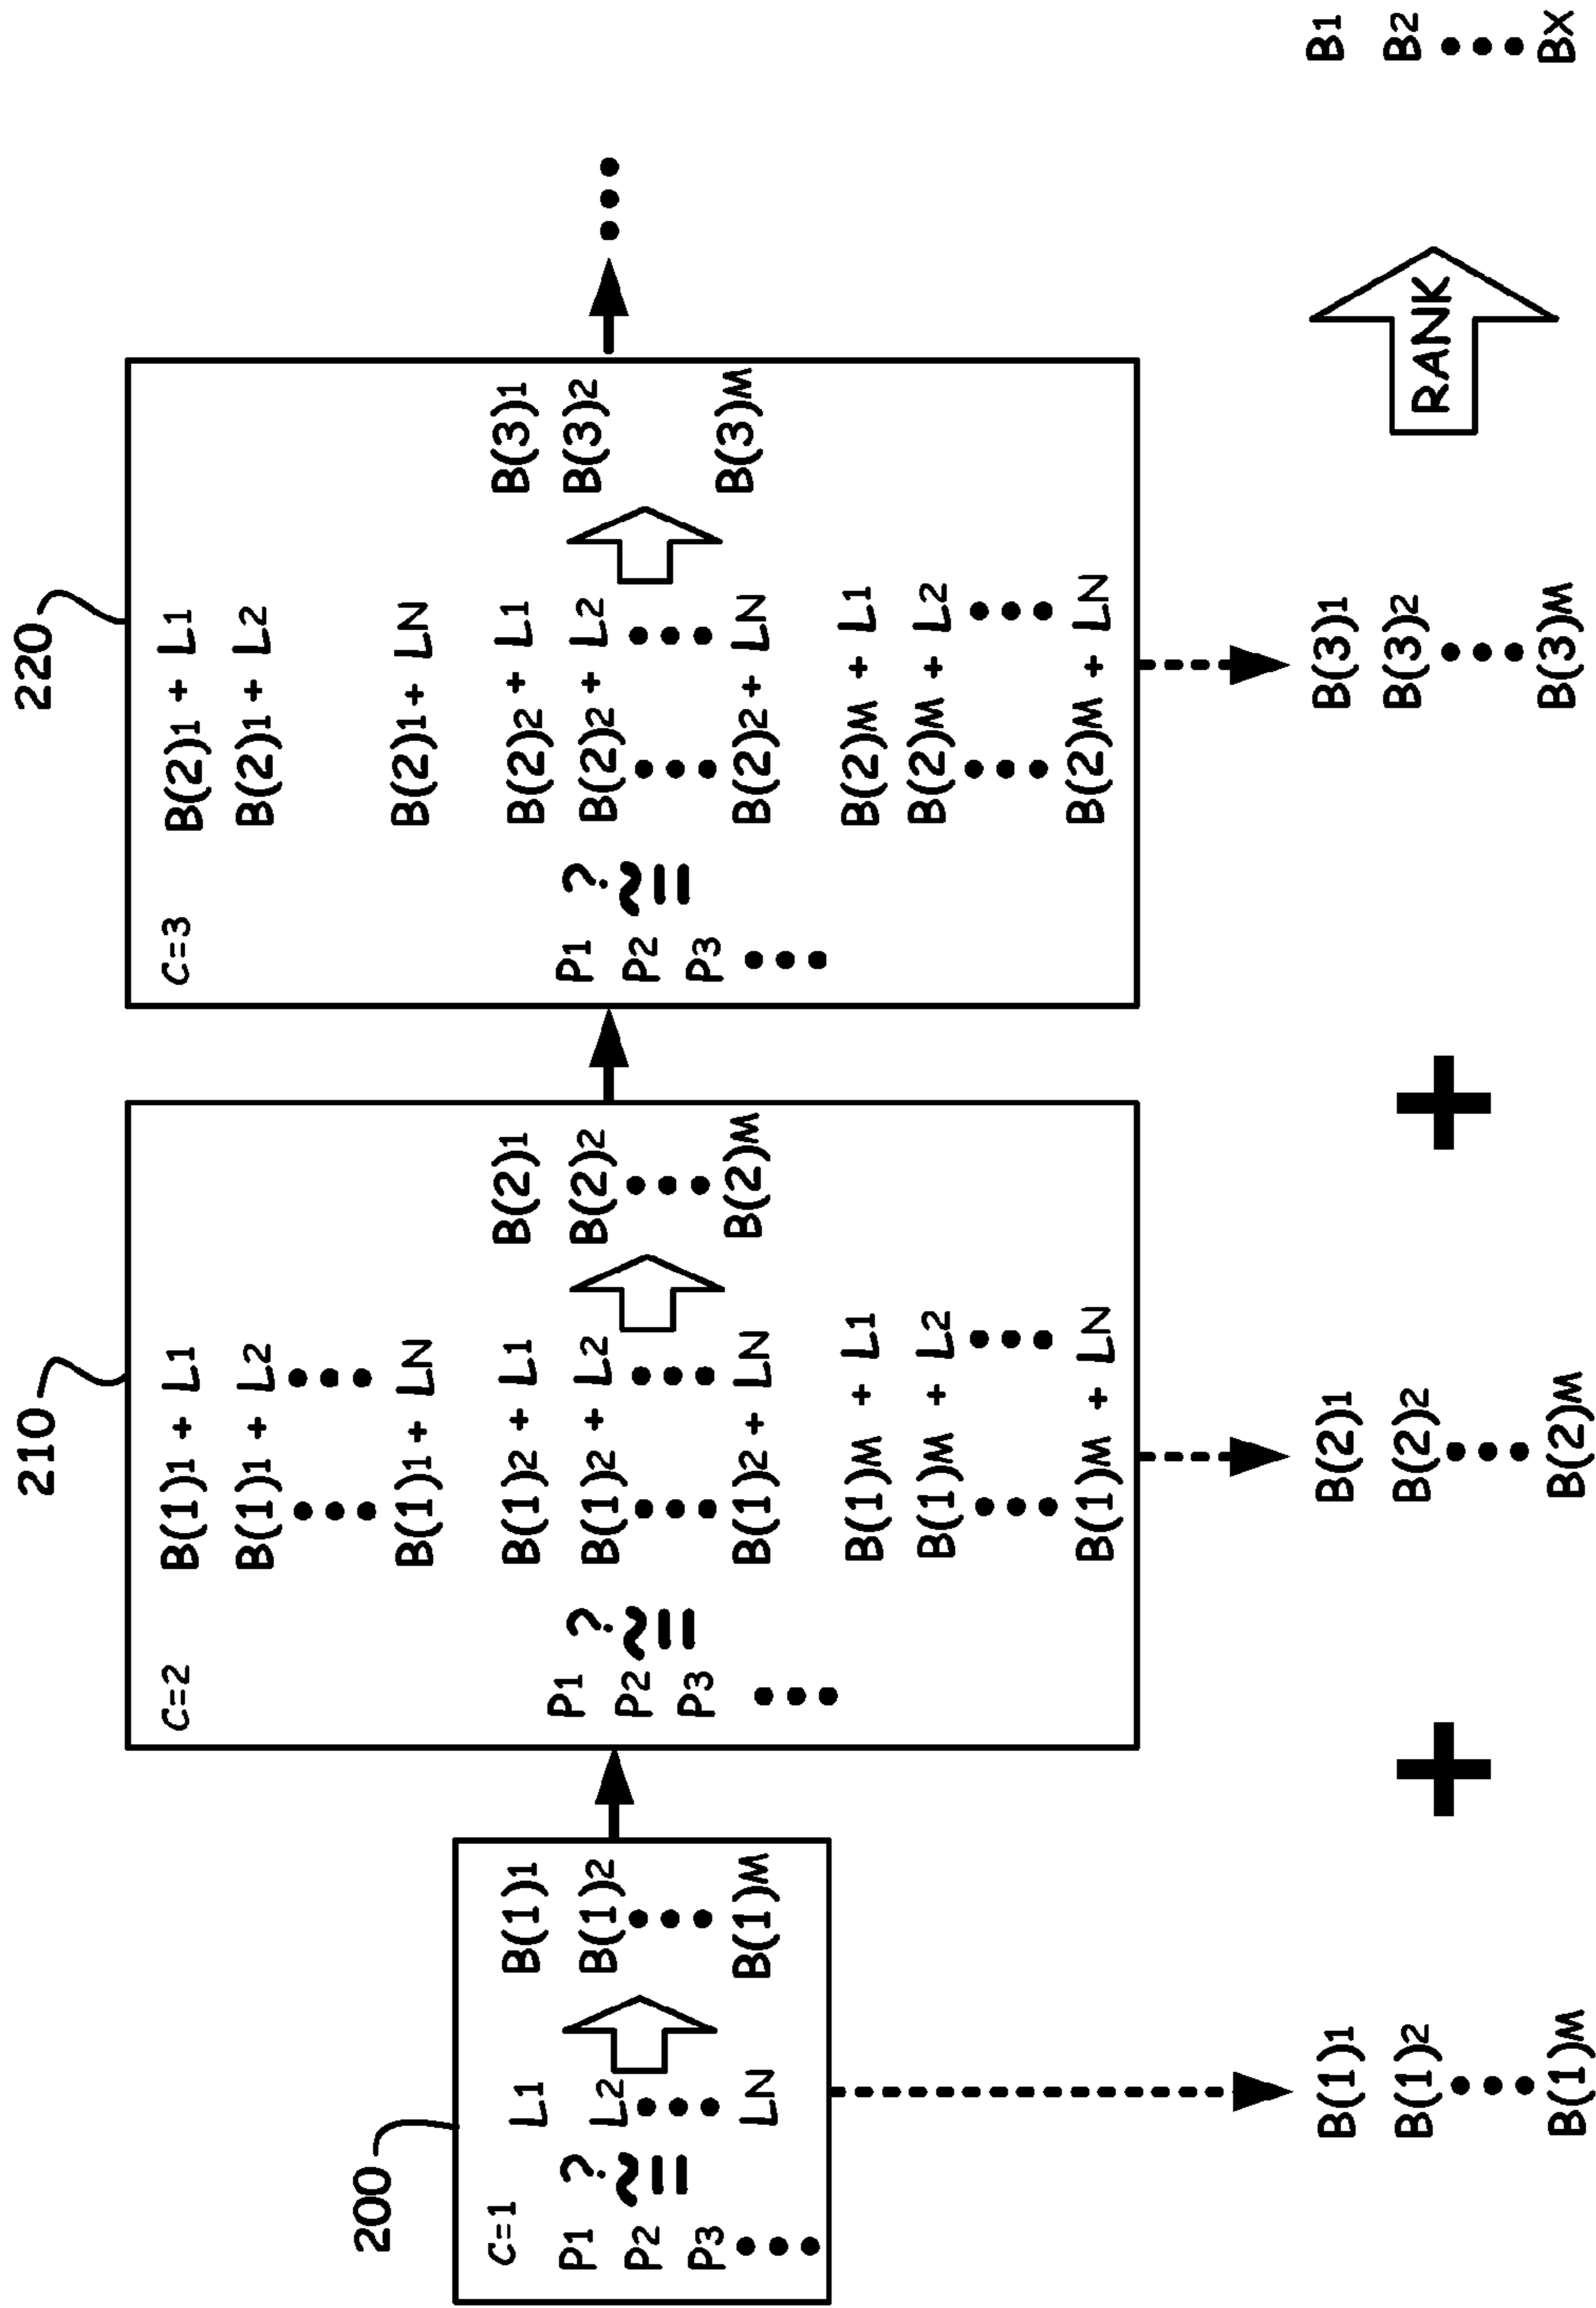 200
C=1
P1
P2
P3
?
≅
L1
L2
LN
B(1)1
B(1)2
B(1)W
210
C=2
P1
P2
P3
?
≅
B(1)1 + L1
B(1)1 + L2
B(1)1 + LN
B(1)2 + L1
B(1)2 + L2
B(1)2 + LN
B(1)W + L1
B(1)W + L2
B(1)W + LN
B(2)1
B(2)2
B(2)W
220
C=3
P1
P2
P3
?
≅
B(2)1 + L1
B(2)1 + L2
B(2)1 + LN
B(2)2 + L1
B(2)2 + L2
B(2)2 + LN
B(2)W + L1
B(2)W + L2
B(2)W + LN
B(3)1
B(3)2
B(3)W
B(1)1
B(1)2
B(1)W
+
B(2)1
B(2)2
B(2)W
+
B(3)1
B(3)2
B(3)W
RANK
B1
B2
BX